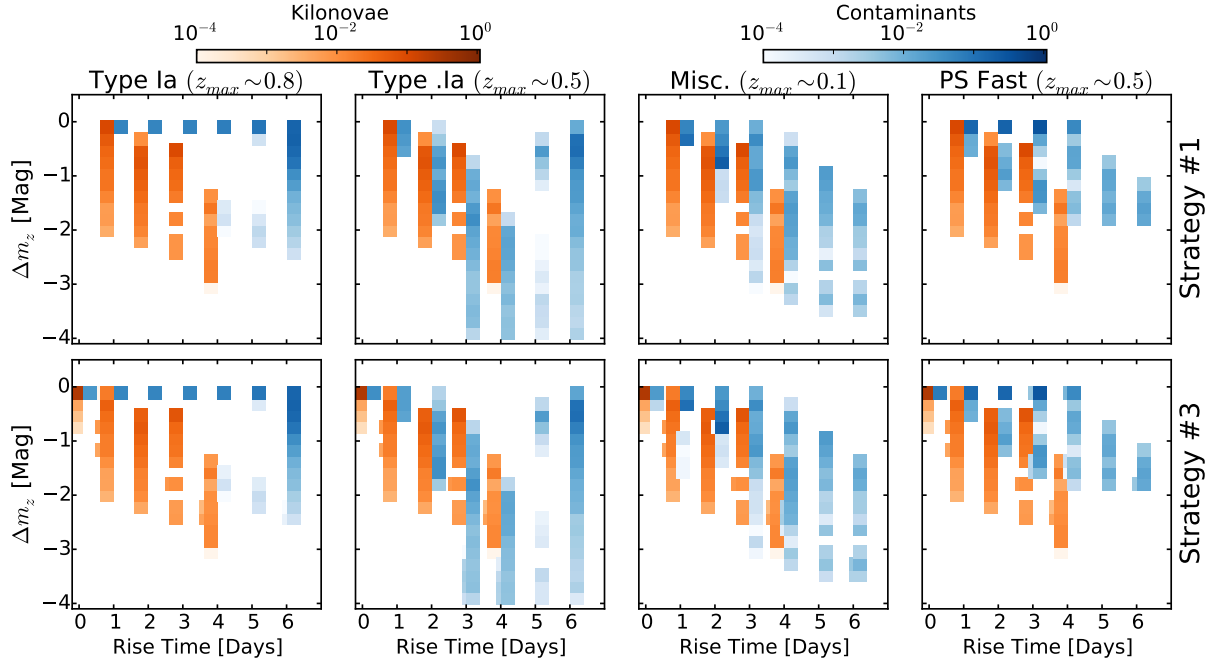 Kilonovae Contaminants
10^-4 10^-2 10^0 10^-4 10^-2 10^0
Type Ia (z_max∼0.8) Type .Ia (z_max∼0.5) Misc. (z_max∼0.1) PS Fast (z_max∼0.5)
0
−1
−2
−3
−4
Δm_z [Mag]
Strategy #1
0
−1
−2
−3
−4
Δm_z [Mag]
Strategy #3
0 1 2 3 4 5 6 0 1 2 3 4 5 6 0 1 2 3 4 5 6 0 1 2 3 4 5 6
Rise Time [Days] Rise Time [Days] Rise Time [Days] Rise Time [Days]